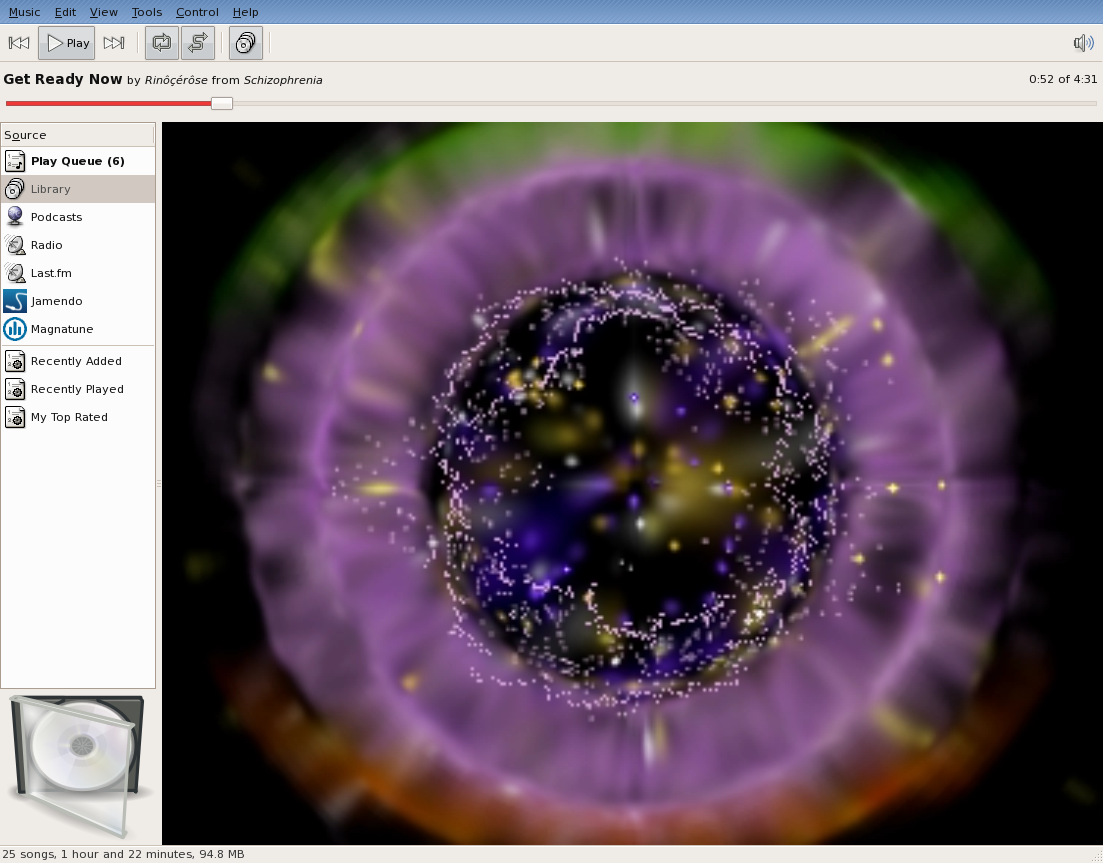 Music Edit View Tools Control Help
Play
Get Ready Now by Rinôçérôse from Schizophrenia 0:52 of 4:31
Source
Play Queue (6)
Library
Podcasts
Radio
Last.fm
Jamendo
Magnatune
Recently Added
Recently Played
My Top Rated
25 songs, 1 hour and 22 minutes, 94.8 MB